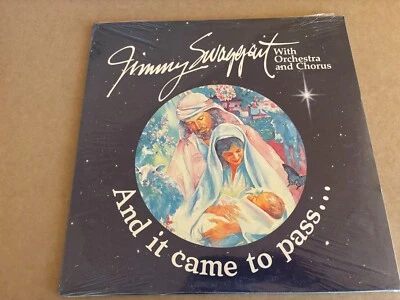 Jimmy Swaggart
With
Orchestra
and Chorus
And it came to pass...